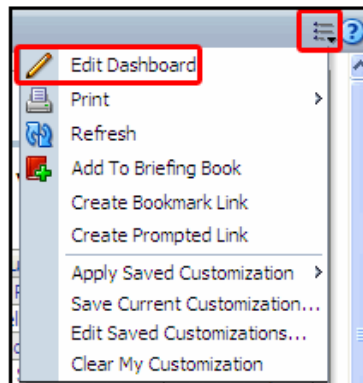 ?
Edit Dashboard
Print
Refresh
Add To Briefing Book
Create Bookmark Link
Create Prompted Link
Apply Saved Customization
Save Current Customization...
Edit Saved Customizations...
Clear My Customization